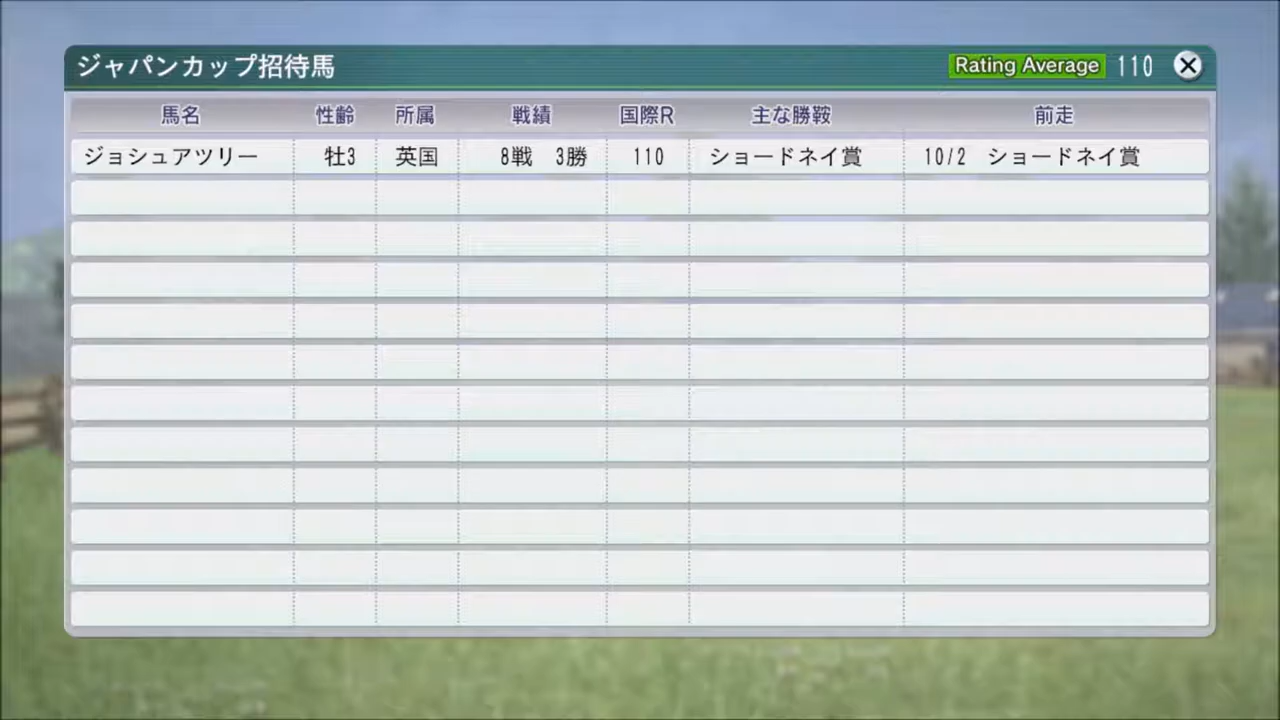 ジャパンカップ招待馬 Rating Average 110
馬名 性齢 所属 戦績 国際R 主な勝鞍 前走
ジョシュアツリー 牡3 英国 8戦 3勝 110 ショードネイ賞 10/2 ショードネイ賞